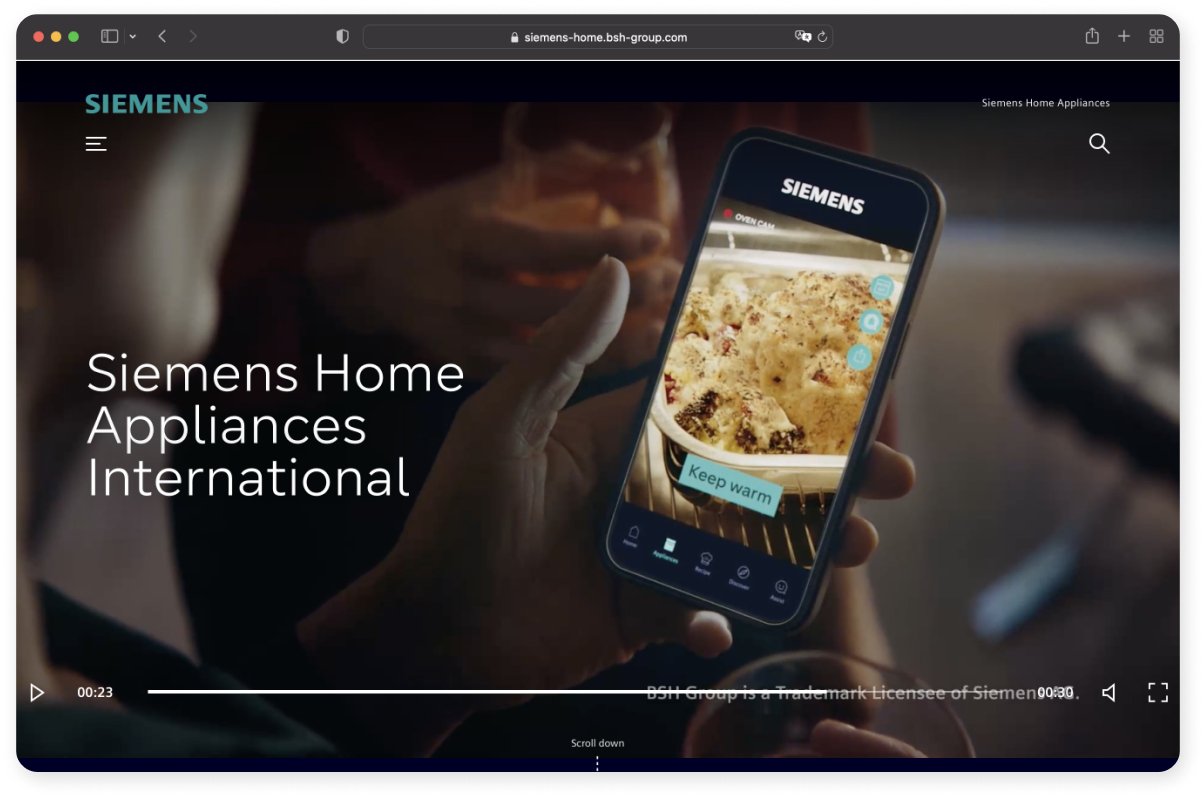 siemens-home.bsh-group.com
SIEMENS
Siemens Home Appliances
SIEMENS
OVEN CAM
Siemens Home
Appliances
International
Keep warm
Home
Appliances
Recipe
Discover
Assist
00:23
BSH Group is a Trademark Licensee of Siemens AG.
00:30
Scroll down